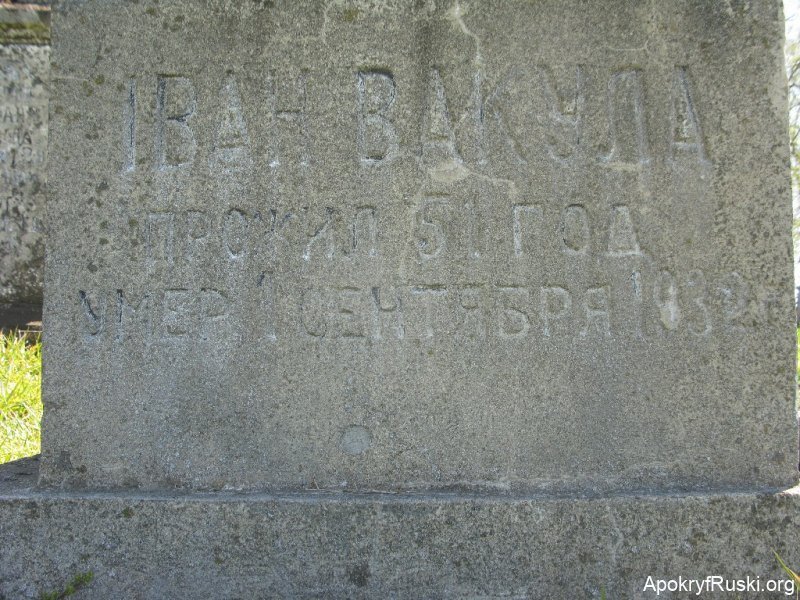 ІВАН ВАКУЛА
ПРОЖИЛ 51 ГОД
УМЕР 1 СЕНТЯБРЯ 1932 г
ApokryfRuski.org